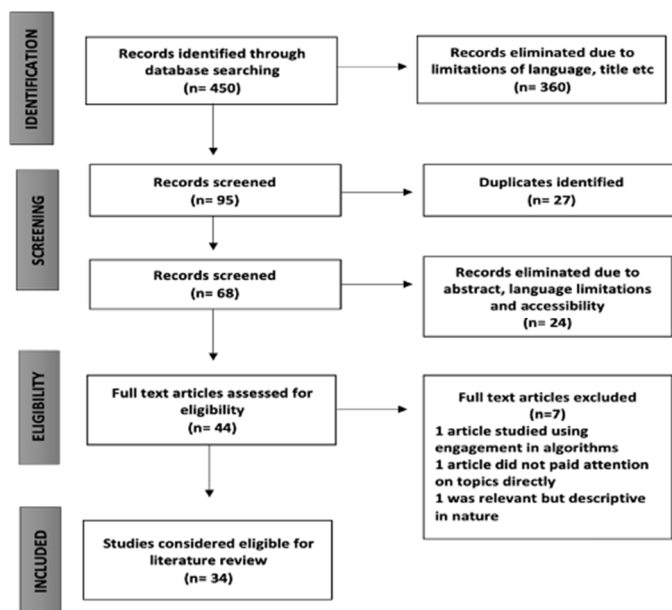 IDENTIFICATION
Records identified through
database searching
(n= 450)
Records eliminated due to
limitations of language, title etc
(n= 360)
SCREENING
Records screened
(n= 95)
Duplicates identified
(n= 27)
Records screened
(n= 68)
Records eliminated due to
abstract, language limitations
and accessibility
(n= 24)
ELIGIBILITY
Full text articles assessed for
eligibility
(n= 44)
Full text articles excluded
(n=7)
1 article studied using
engagement in algorithms
1 article did not paid attention
on topics directly
1 was relevant but descriptive
in nature
INCLUDED
Studies considered eligible for
literature review
(n= 34)